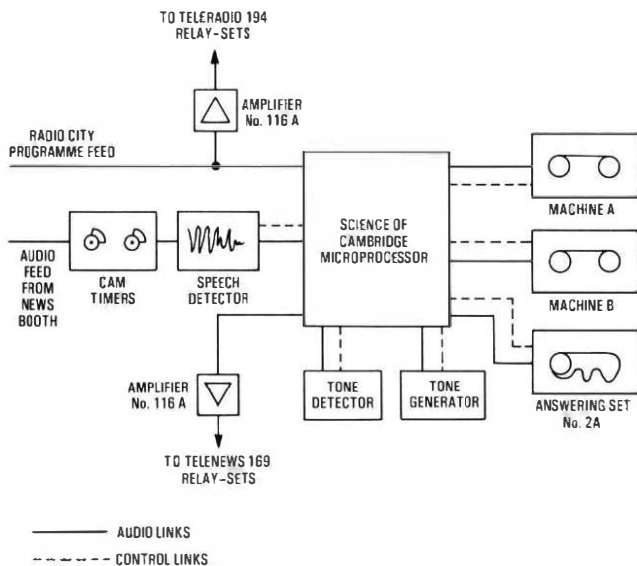 TO TELERADIO 194
RELAY-SETS
AMPLIFIER
No. 116 A
RADIO CITY
PROGRAMME FEED
SCIENCE OF
CAMBRIDGE
MICROPROCESSOR
MACHINE A
AUDIO
FEED
FROM
NEWS
BOOTH
CAM
TIMERS
SPEECH
DETECTOR
MACHINE B
AMPLIFIER
No. 116 A
TONE
DETECTOR
TONE
GENERATOR
ANSWERING SET
No. 2A
TO TELENEWS 169
RELAY-SETS
AUDIO LINKS
CONTROL LINKS